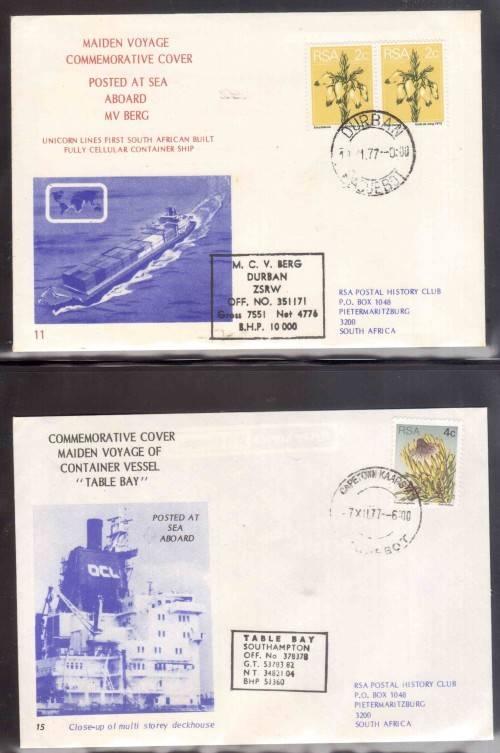 MAIDEN VOYAGE
COMMEMORATIVE COVER
POSTED AT SEA
ABOARD
MV BERG
UNICORN LINES FIRST SOUTH AFRICAN BUILT
FULLY CELLULAR CONTAINER SHIP
RSA 2c
RSA 2c
DURBAN
PAQUEBOT
M. C. V. BERG
DURBAN
ZSRW
OFF. NO. 351171
Gross 7551 Net 4776
B.H.P. 10 000
RSA POSTAL HISTORY CLUB
P.O. BOX 1048
PIETERMARITZBURG
3200
SOUTH AFRICA
11
COMMEMORATIVE COVER
MAIDEN VOYAGE OF
CONTAINER VESSEL
"TABLE BAY"
POSTED AT
SEA
ABOARD
OCL
RSA 4c
-7 XII.77--6:00
TABLE BAY
SOUTHAMPTON
OFF. No 378378
G.T. 53783 82
N T 34821 04
BHP 51360
RSA POSTAL HISTORY CLUB
P.O. BOX 1048
PIETERMARITZBURG
3200
SOUTH AFRICA
15 Close-up of multi storey deckhouse